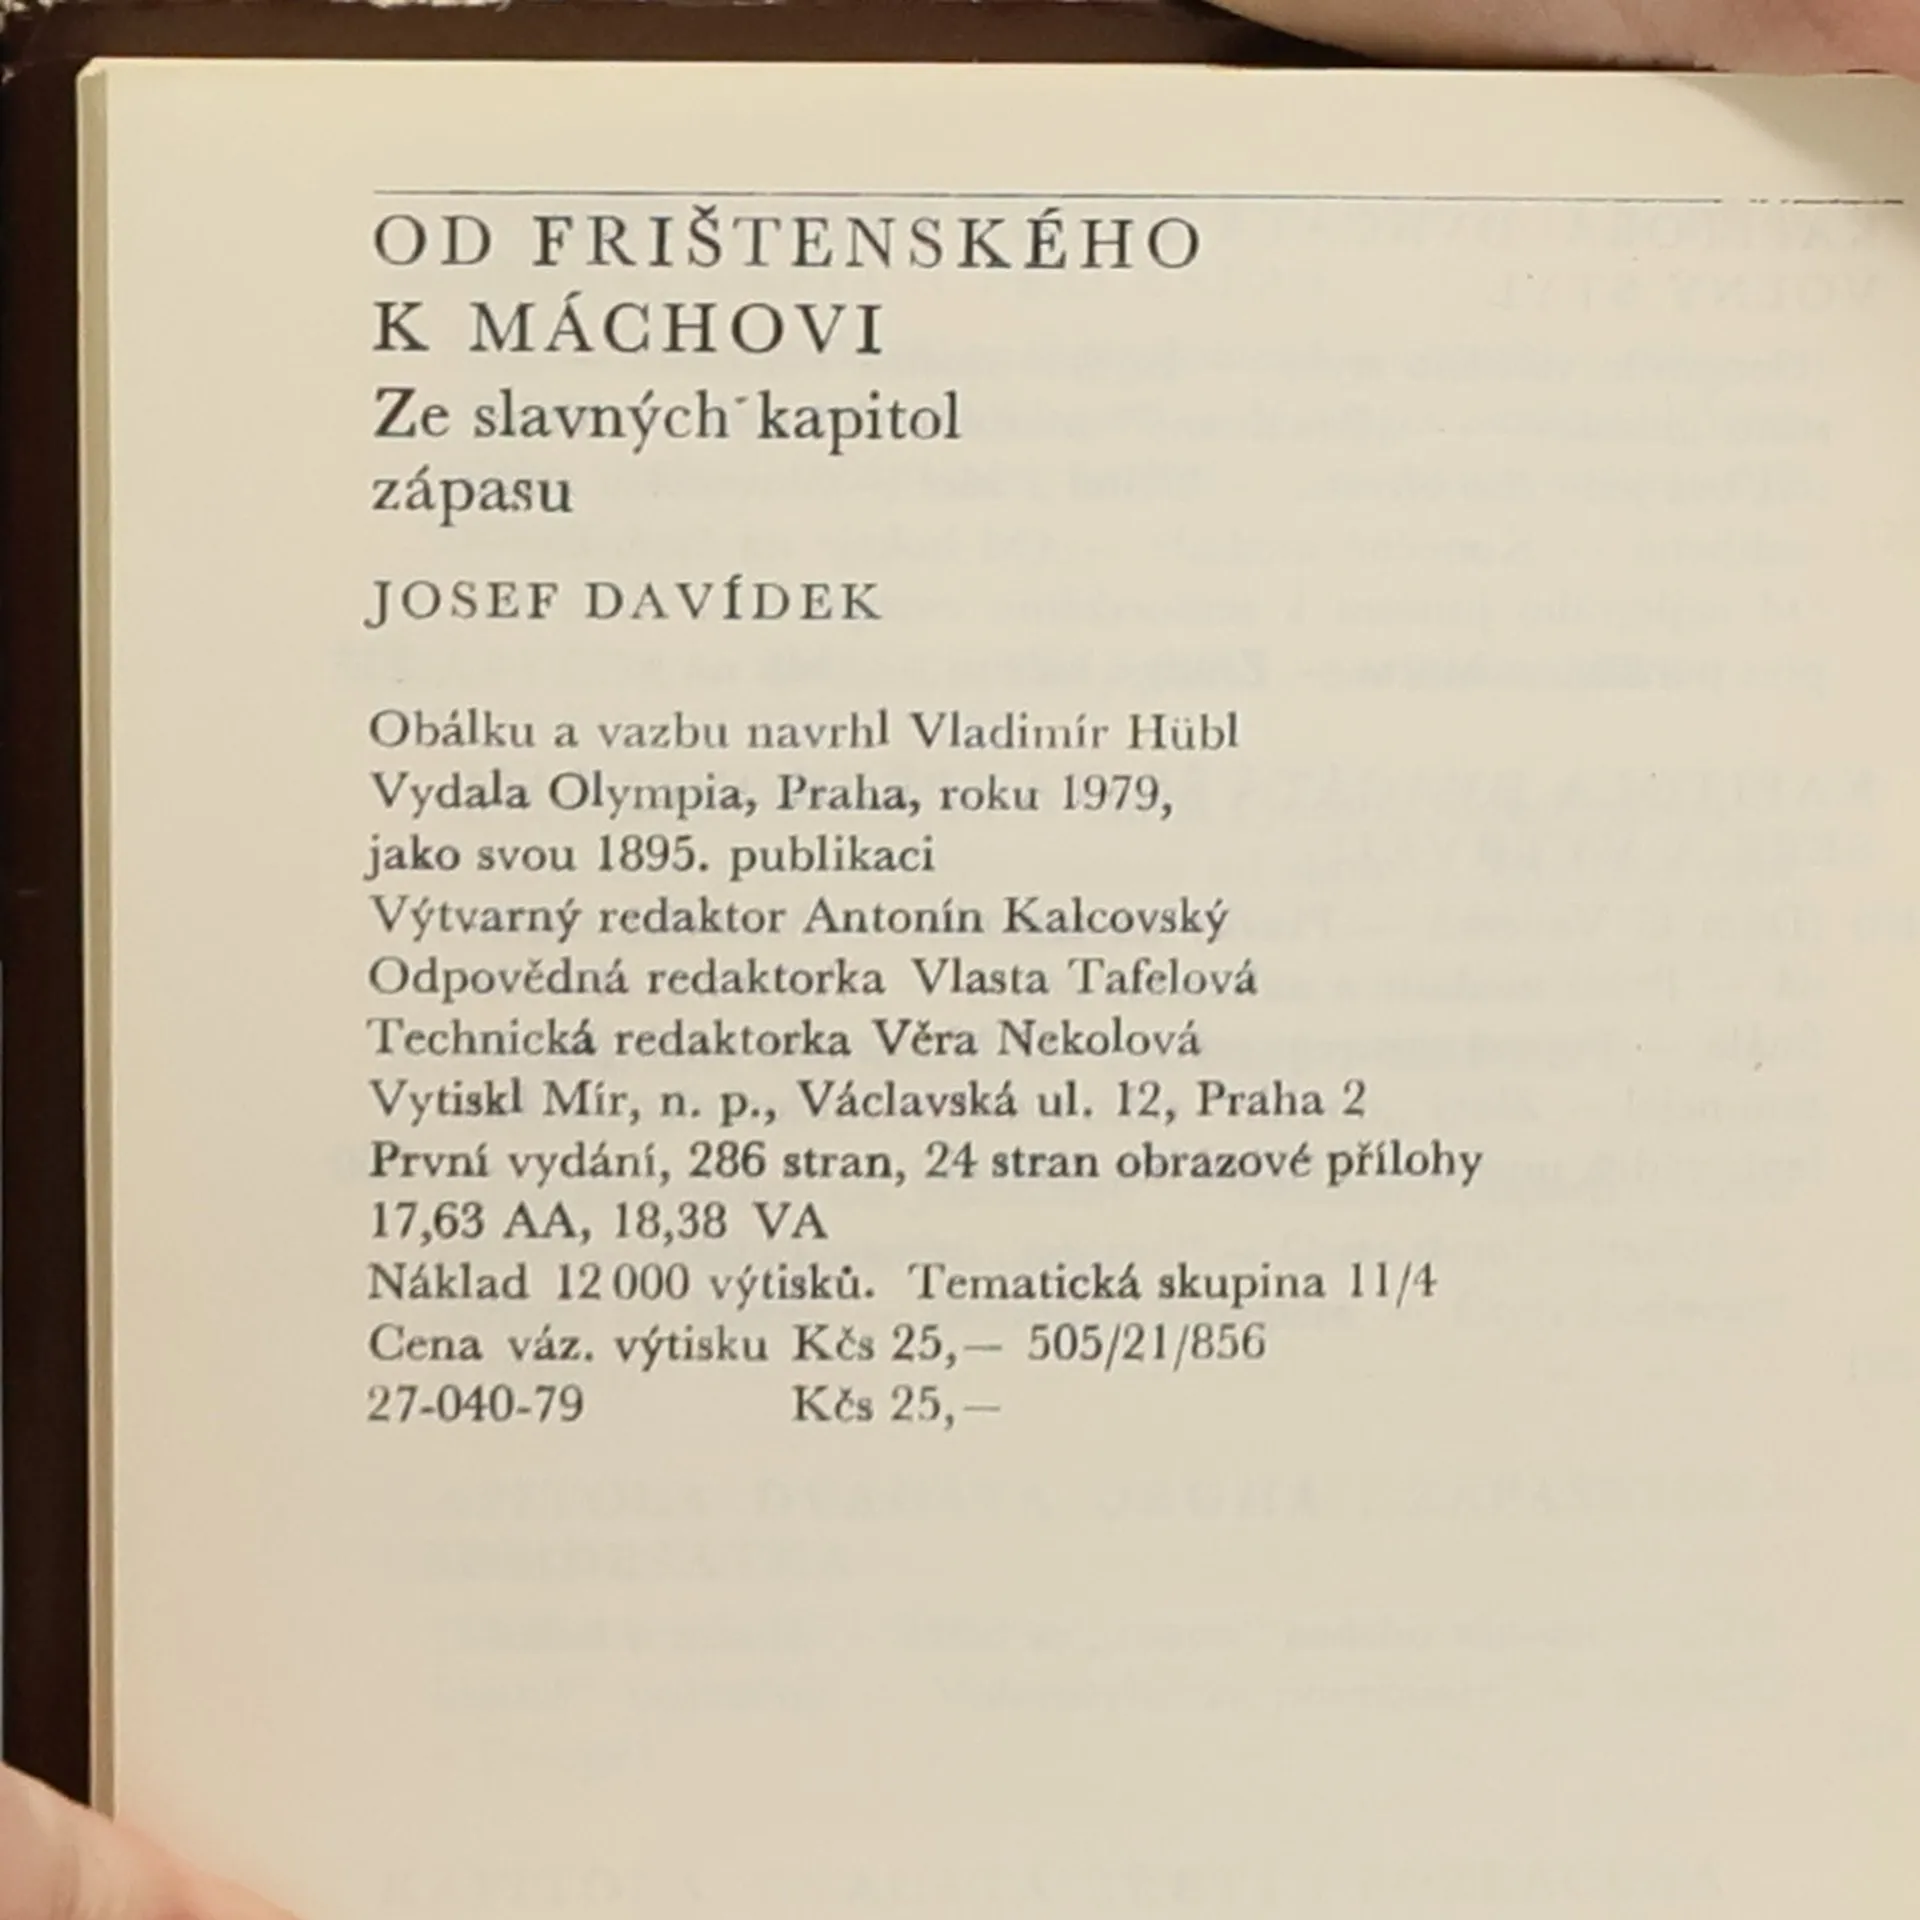 OD FRIŠTENSKÉHO
K MÁCHOVI
Ze slavných kapitol
zápasu
JOSEF DAVÍDEK
Obálku a vazbu navrhl Vladimír Hübl
Vydala Olympia, Praha, roku 1979,
jako svou 1895. publikaci
Výtvarný redaktor Antonín Kalcovský
Odpovědná redaktorka Vlasta Tafelová
Technická redaktorka Věra Nekolová
Vytiskl Mír, n. p., Václavská ul. 12, Praha 2
První vydání, 286 stran, 24 stran obrazové přílohy
17,63 AA, 18,38 VA
Náklad 12 000 výtisků. Tematická skupina 11/4
Cena váz. výtisku Kčs 25,— 505/21/856
27-040-79 Kčs 25,—